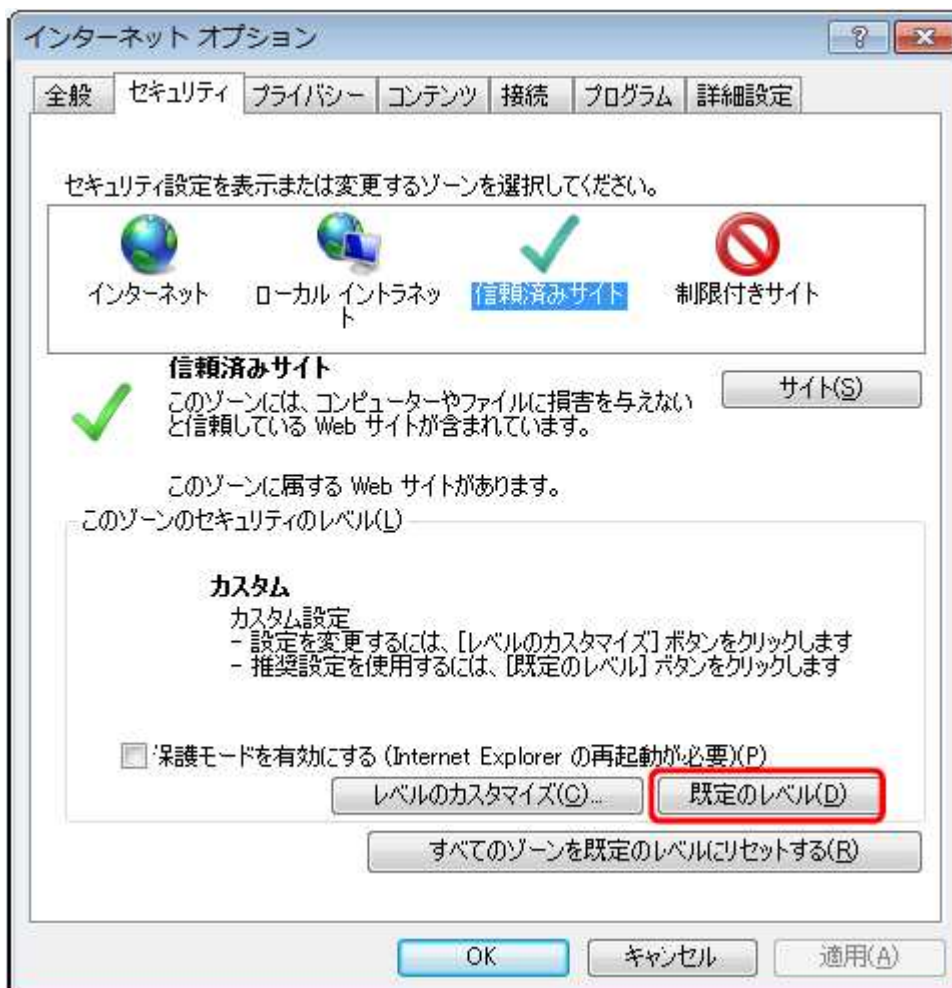 インターネット オプション
全般 セキュリティ プライバシー コンテンツ 接続 プログラム 詳細設定
セキュリティ設定を表示または変更するゾーンを選択してください。
インターネット
ローカル イントラネッ
ト
信頼済みサイト
制限付きサイト
信頼済みサイト
このゾーンには、コンピューターやファイルに損害を与えない
と信頼している Web サイトが含まれています。
サイト(S)
このゾーンに属する Web サイトがあります。
このゾーンのセキュリティのレベル(L)
カスタム
カスタム設定
- 設定を変更するには、[レベルのカスタマイズ] ボタンをクリックします
- 推奨設定を使用するには、[既定のレベル] ボタンをクリックします
保護モードを有効にする (Internet Explorer の再起動が必要)(P)
レベルのカスタマイズ(C)... 既定のレベル(D)
すべてのゾーンを既定のレベルにリセットする(R)
OK キャンセル 適用(A)